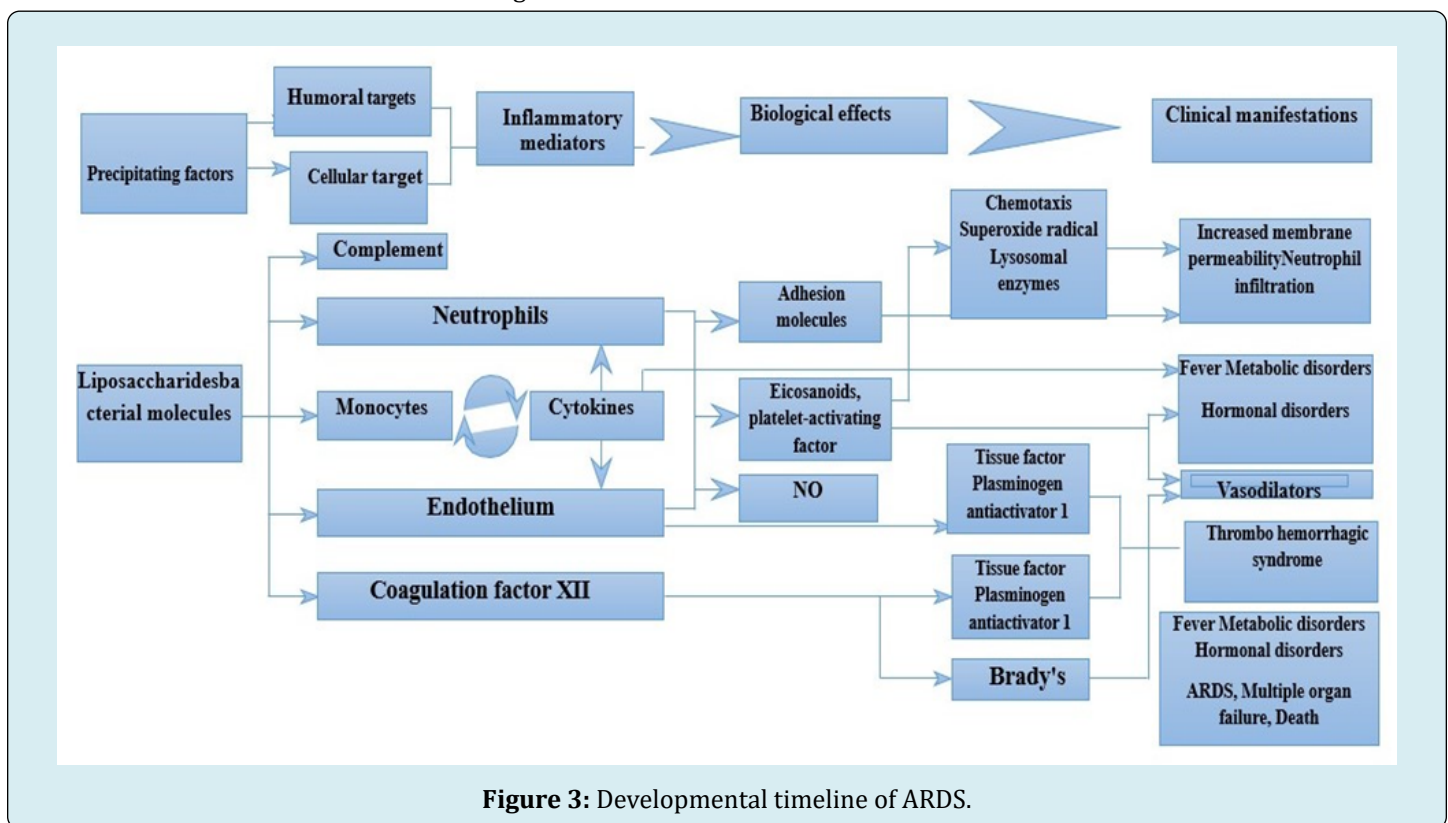 Humoral targets
Precipitating factors
Cellular target
Inflammatory
mediators
Biological effects
Clinical manifestations
Liposaccharidesba
cterial molecules
Complement
Neutrophils
Monocytes
Cytokines
Endothelium
Coagulation factor XII
Adhesion
molecules
Eicosanoids,
platelet-activating
factor
NO
Chemotaxis
Superoxide radical
Lysosomal
enzymes
Tissue factor
Plasminogen
antiactivator 1
Tissue factor
Plasminogen
antiactivator 1
Brady's
Increased membrane
permeabilityNeutrophil
infiltration
Fever Metabolic disorders
Hormonal disorders
Vasodilators
Thrombo hemorrhagic
syndrome
Fever Metabolic disorders
Hormonal disorders
ARDS, Multiple organ
failure, Death
Figure 3: Developmental timeline of ARDS.